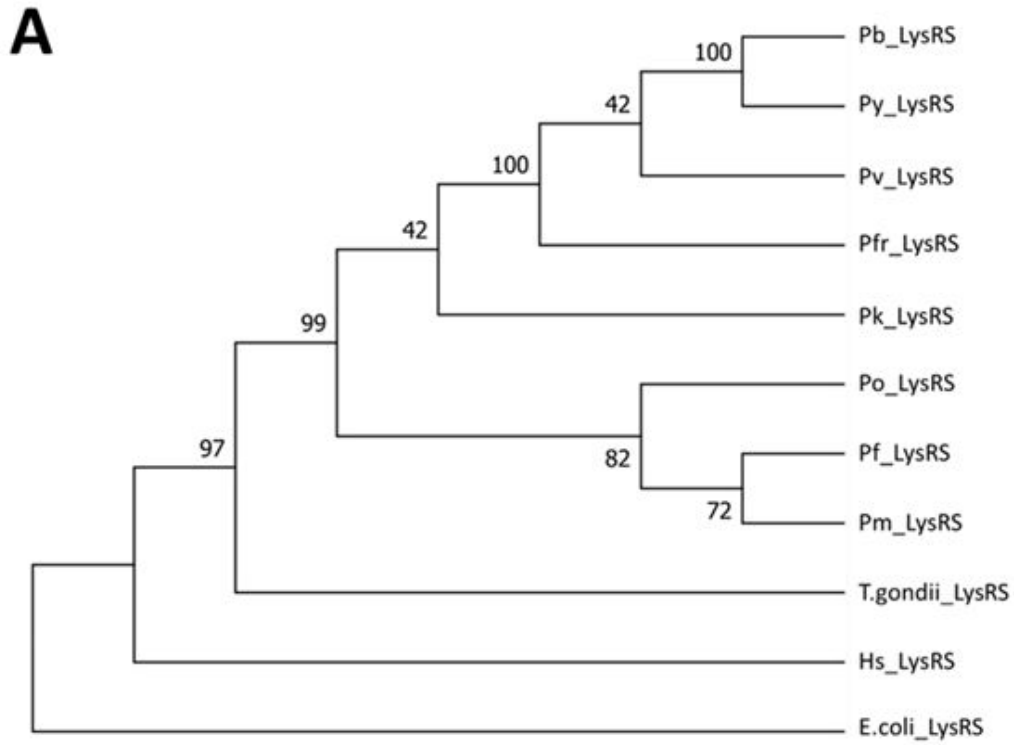 A
Pb_LysRS
100
Py_LysRS
42
Pv_LysRS
100
Pfr_LysRS
42
Pk_LysRS
99
Po_LysRS
97
Pf_LysRS
82
72
Pm_LysRS
T.gondii_LysRS
Hs_LysRS
E.coli_LysRS